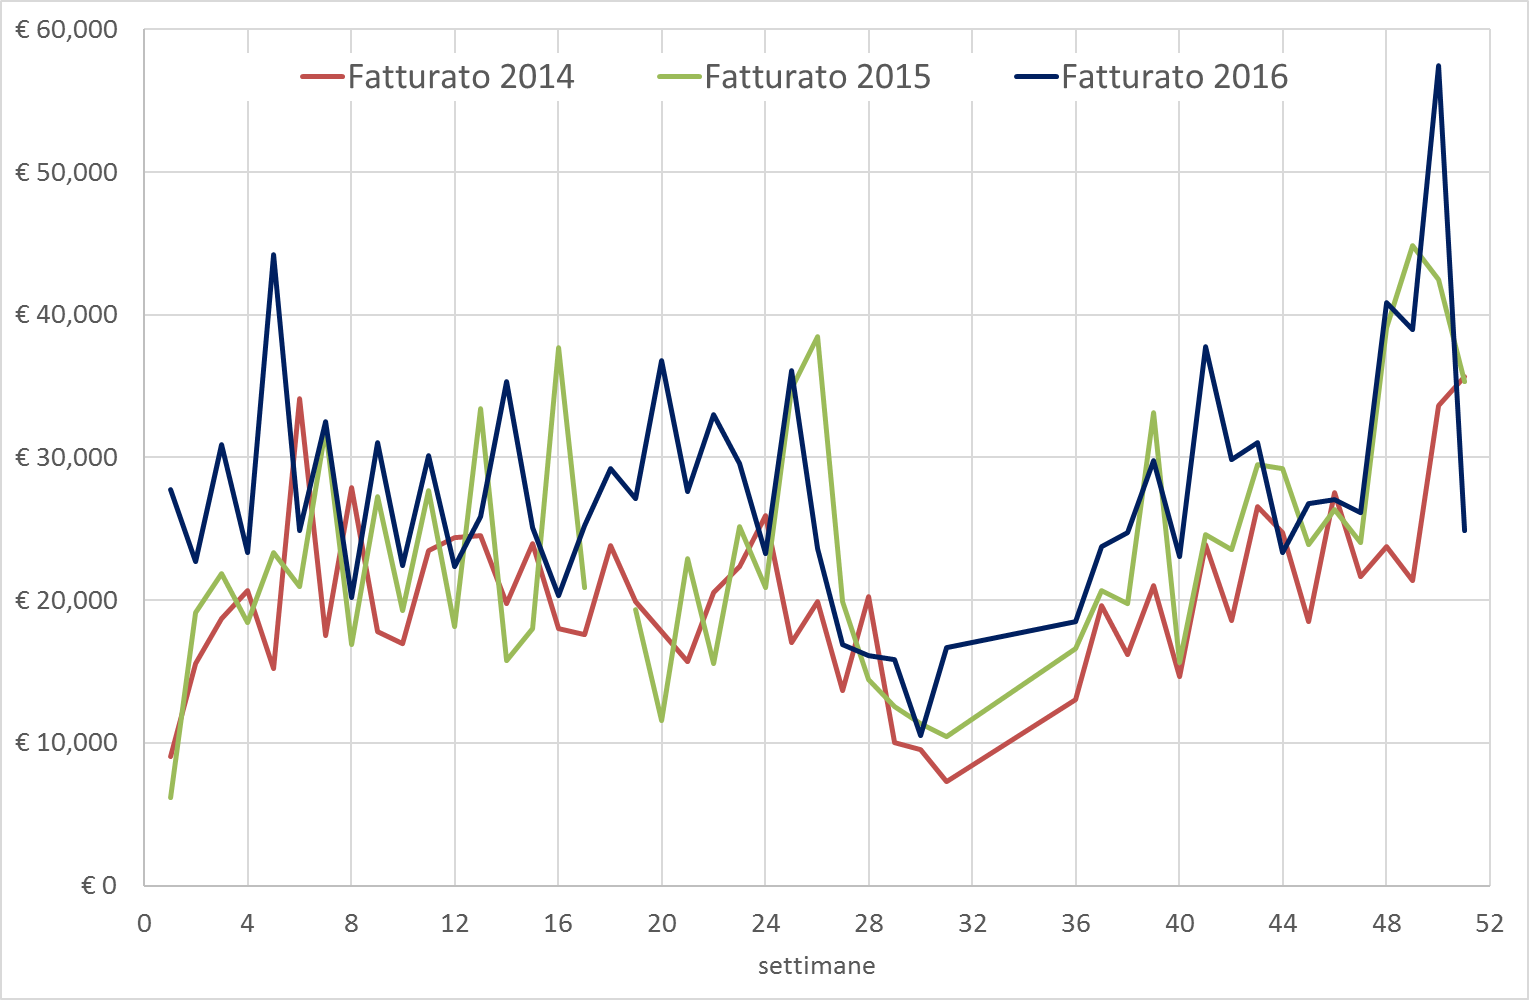 € 60,000
Fatturato 2014 Fatturato 2015 Fatturato 2016
€ 50,000
€ 40,000
€ 30,000
€ 20,000
€ 10,000
€ 0
0 4 8 12 16 20 24 28 32 36 40 44 48 52
settimane